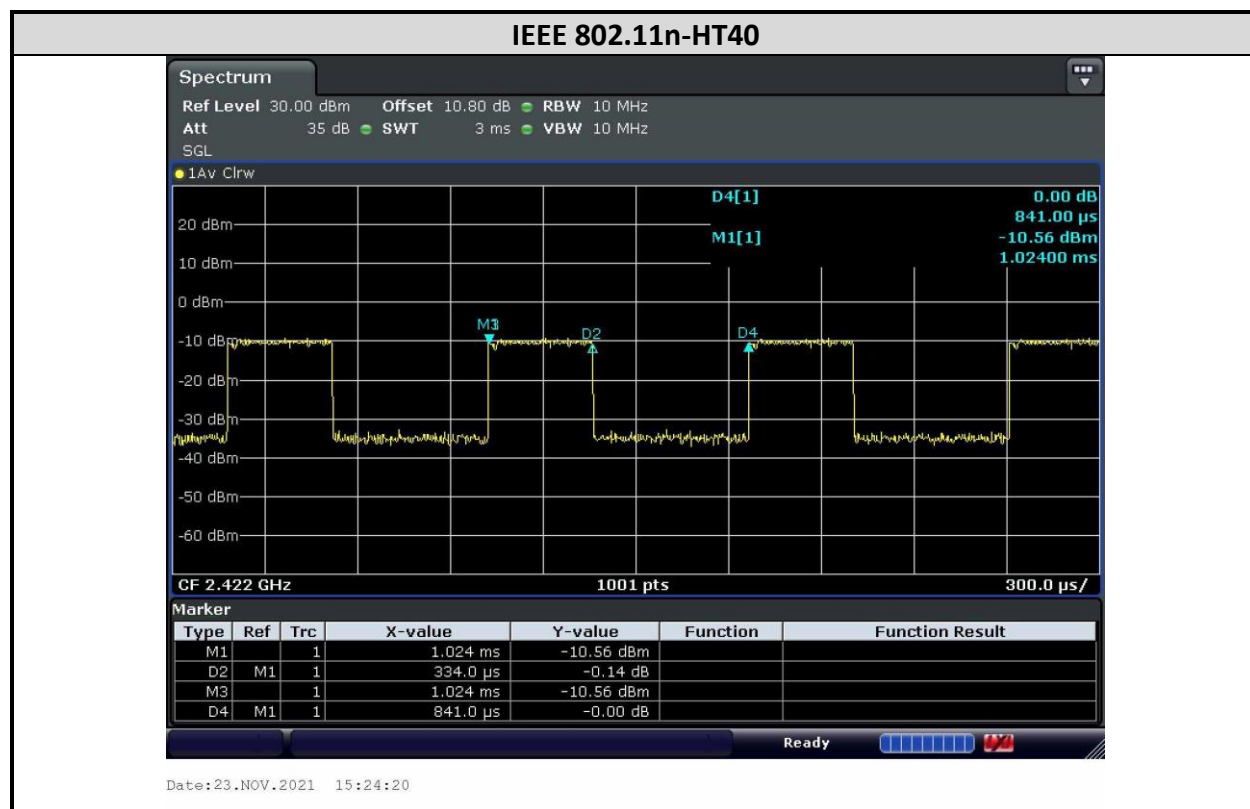 IEEE 802.11n-HT40
Spectrum
Ref Level 30.00 dBm Offset 10.80 dB RBW 10 MHz
Att 35 dB SWT 3 ms VBW 10 MHz
SGL
1Av Clrw
D4[1] 0.00 dB
841.00 µs
M1[1] -10.56 dBm
1.02400 ms
20 dBm
10 dBm
0 dBm
M3 D2 D4
-10 dBm
-20 dBm
-30 dBm
-40 dBm
-50 dBm
-60 dBm
CF 2.422 GHz 1001 pts 300.0 µs/
Marker
Type Ref Trc X-value Y-value Function Function Result
M1 1 1.024 ms -10.56 dBm
D2 M1 1 334.0 µs -0.14 dB
M3 1 1.024 ms -10.56 dBm
D4 M1 1 841.0 µs -0.00 dB
Ready
Date:23.NOV.2021 15:24:20